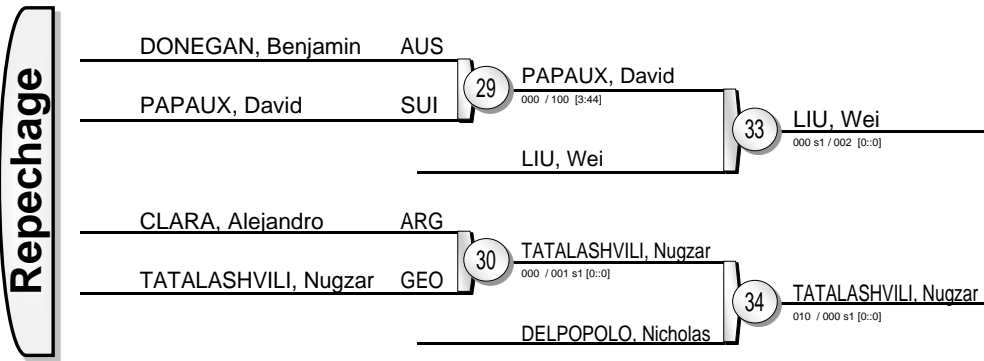 Repechage
DONEGAN, Benjamin AUS
PAPAUX, David SUI
29
PAPAUX, David
000 / 100 [3:44]
LIU, Wei
33
LIU, Wei
000 s1 / 002 [0::0]
CLARA, Alejandro ARG
TATALASHVILI, Nugzar GEO
30
TATALASHVILI, Nugzar
000 / 001 s1 [0::0]
DELPOPOLO, Nicholas
34
TATALASHVILI, Nugzar
010 / 000 s1 [0::0]